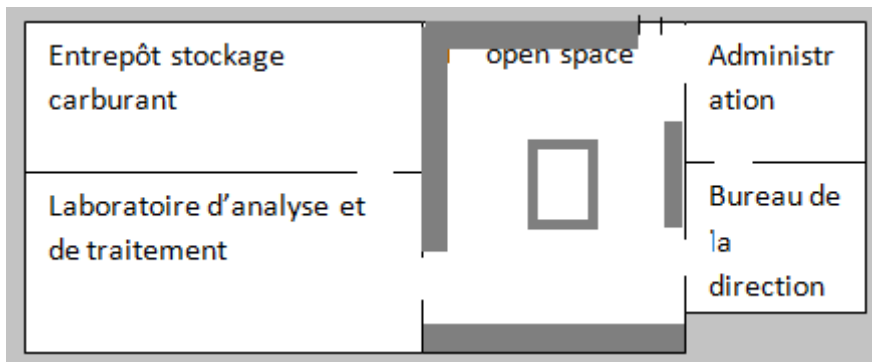 Entrepôt stockage
carburant
open space
Administr
ation
Laboratoire d’analyse et
de traitement
Bureau de
la
direction